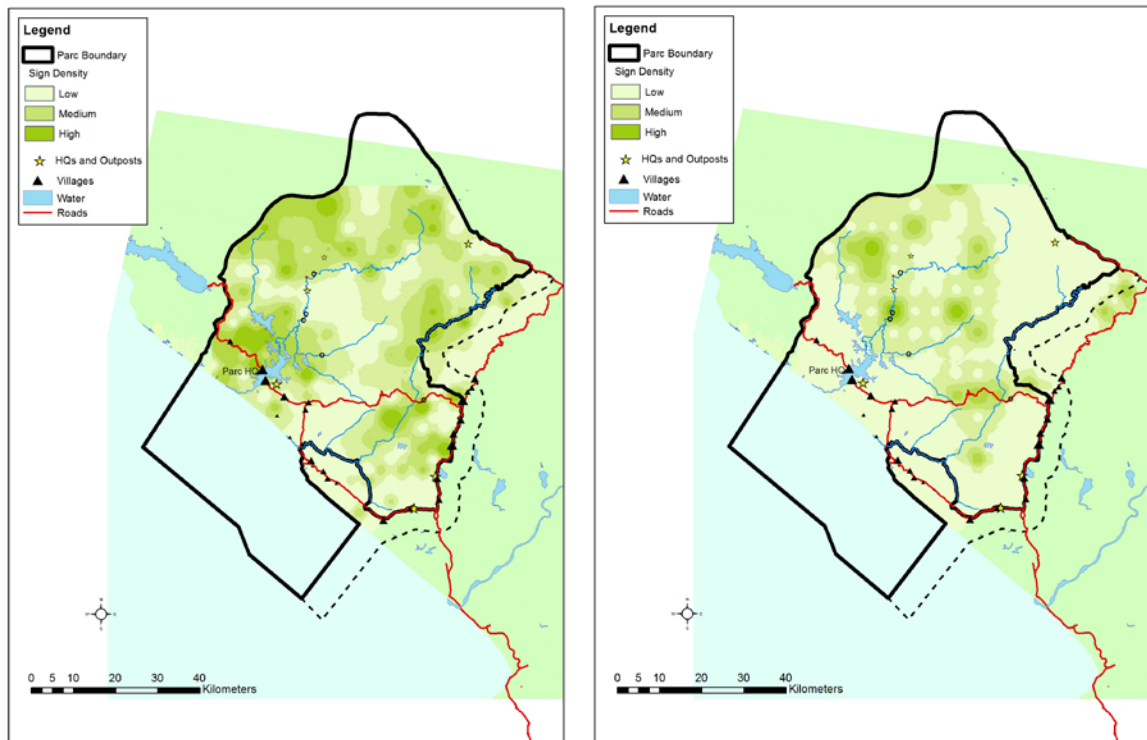 Legend
Parc Boundary
Sign Density
Low
Medium
High
HQs and Outposts
Villages
Water
Roads
Parc HQ
0 5 10 20 30 40
Kilometers
Legend
Parc Boundary
Sign Density
Low
Medium
High
HQs and Outposts
Villages
Water
Roads
Parc HQ
0 5 10 20 30 40
Kilometers